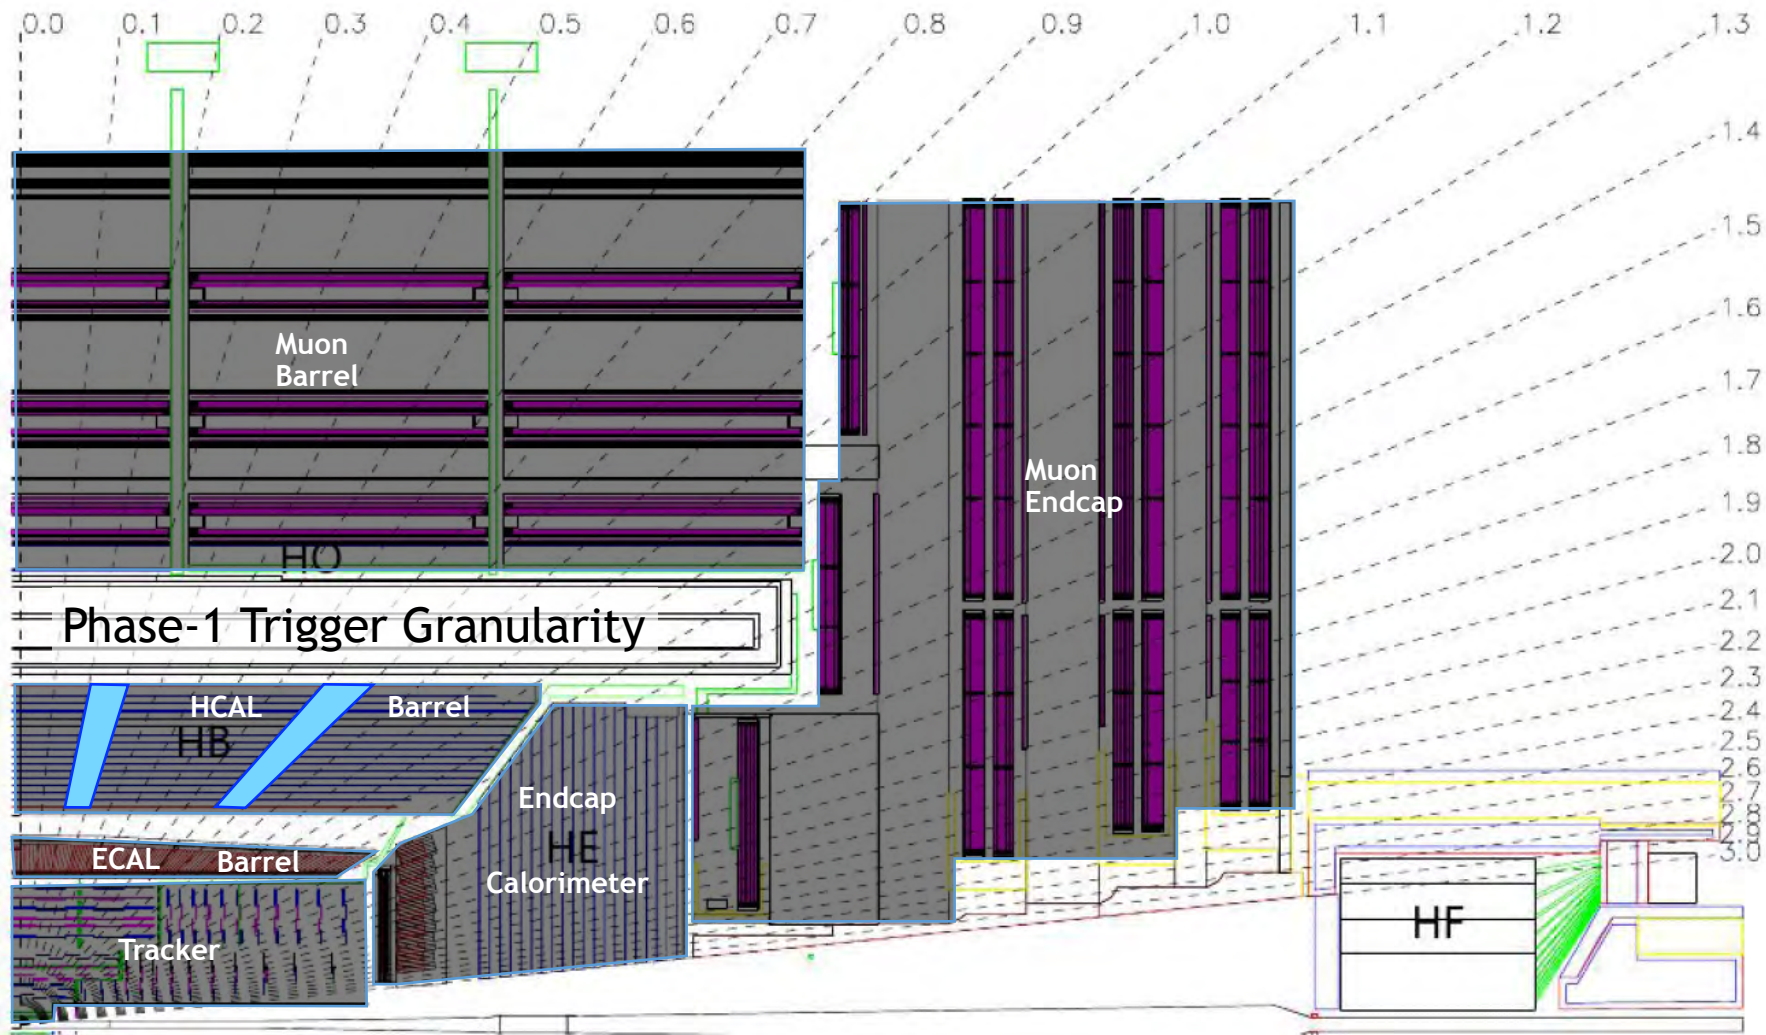 0.0 0.1 0.2 0.3 0.4 0.5 0.6 0.7 0.8 0.9 1.0 1.1 1.2 1.3
1.4
1.5
1.6
1.7
1.8
1.9
2.0
2.1
2.2
2.3
2.4
2.5
2.6
2.7
2.8
2.9
3.0
Muon
Barrel
Muon
Endcap
HO
Phase-1 Trigger Granularity
HCAL Barrel
HB
Endcap
HE
Calorimeter
ECAL Barrel
Tracker
HF